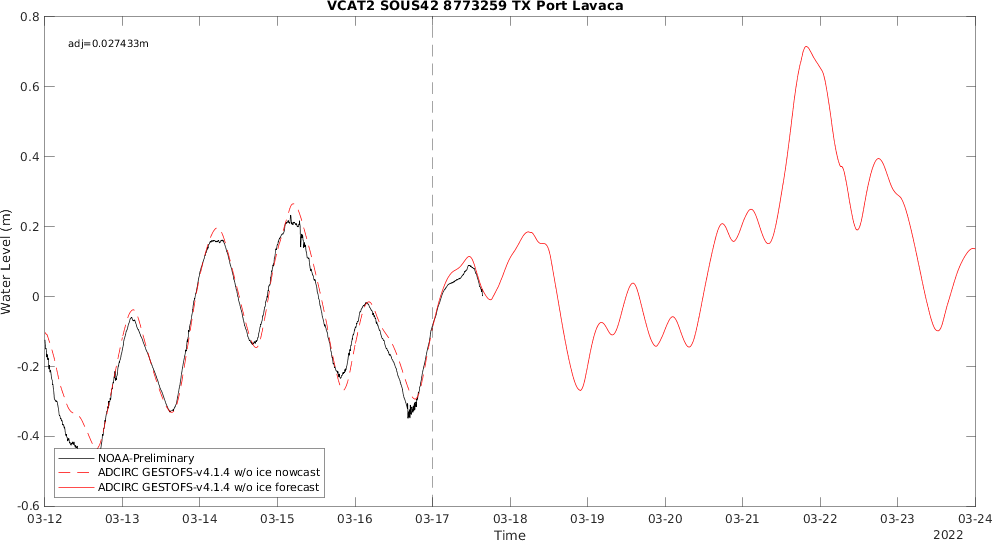 VCAT2 SOUS42 8773259 TX Port Lavaca
adj=0.027433m
0.8
0.6
0.4
0.2
0
-0.2
-0.4
-0.6
Water Level (m)
NOAA-Preliminary
ADCIRC GESTOFS-v4.1.4 w/o ice nowcast
ADCIRC GESTOFS-v4.1.4 w/o ice forecast
03-12 03-13 03-14 03-15 03-16 03-17 03-18 03-19 03-20 03-21 03-22 03-23 03-24
Time
2022